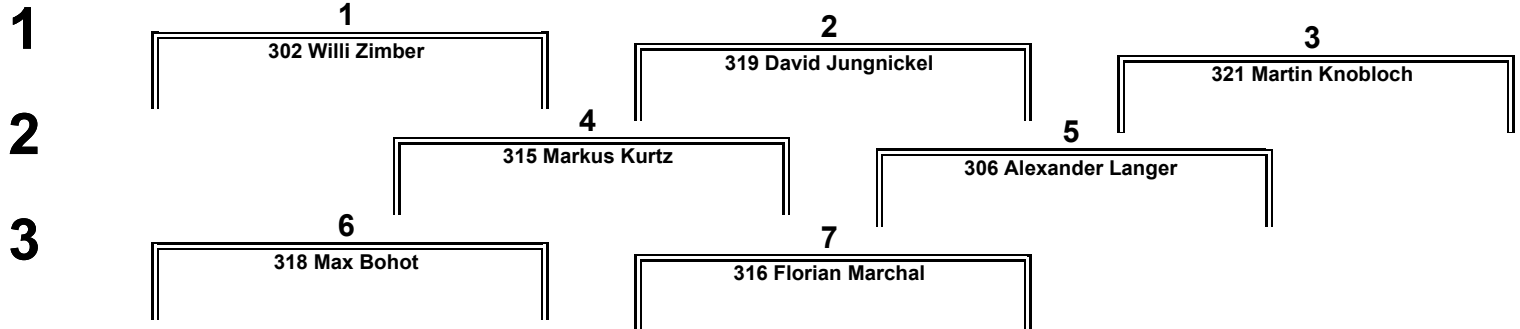 1
1
302 Willi Zimber
2
319 David Jungnickel
3
321 Martin Knobloch
2
4
315 Markus Kurtz
5
306 Alexander Langer
3
6
318 Max Bohot
7
316 Florian Marchal